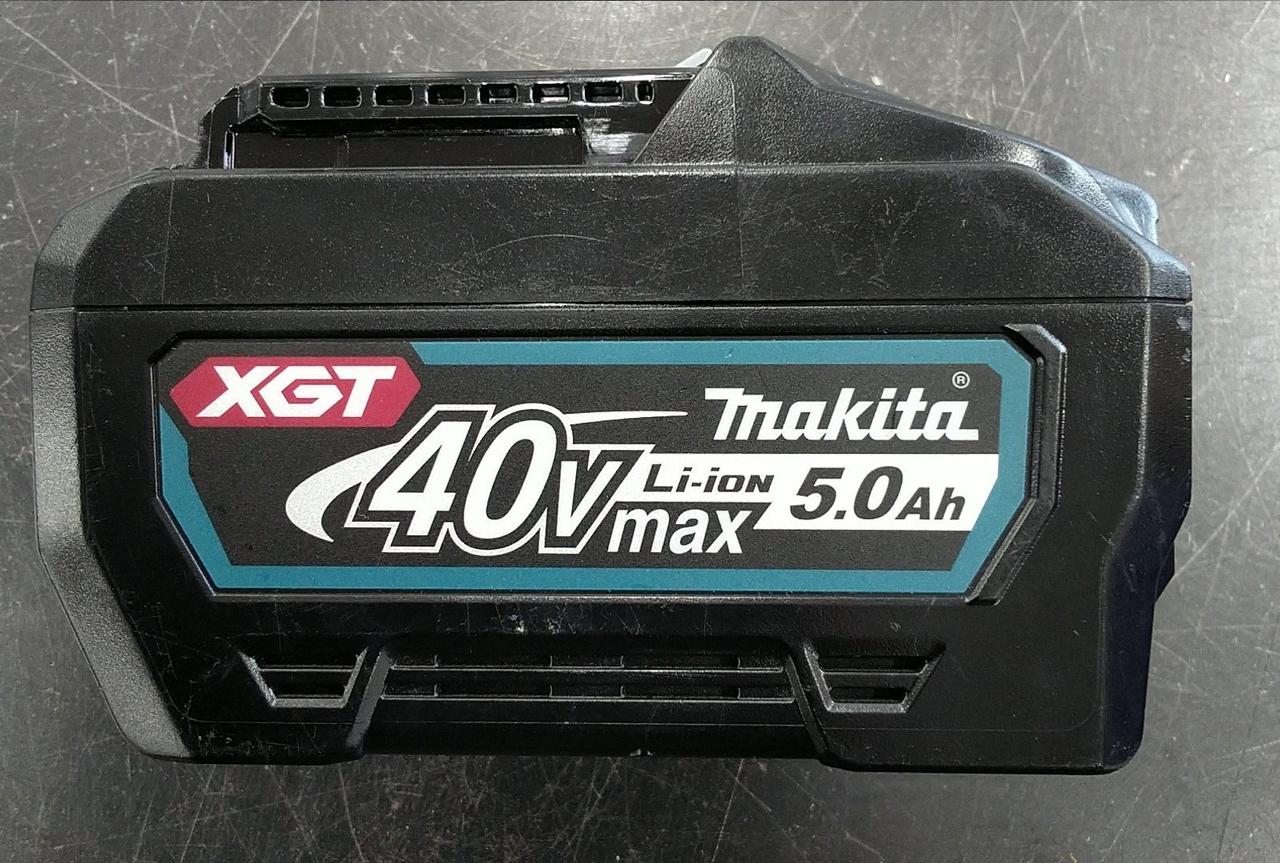 XGT
makita®
40v max
Li-ion 5.0Ah